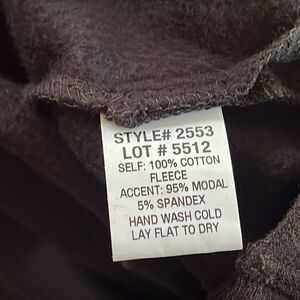 STYLE# 2553
LOT # 5512
SELF: 100% COTTON
FLEECE
ACCENT: 95% MODAL
5% SPANDEX
HAND WASH COLD
LAY FLAT TO DRY